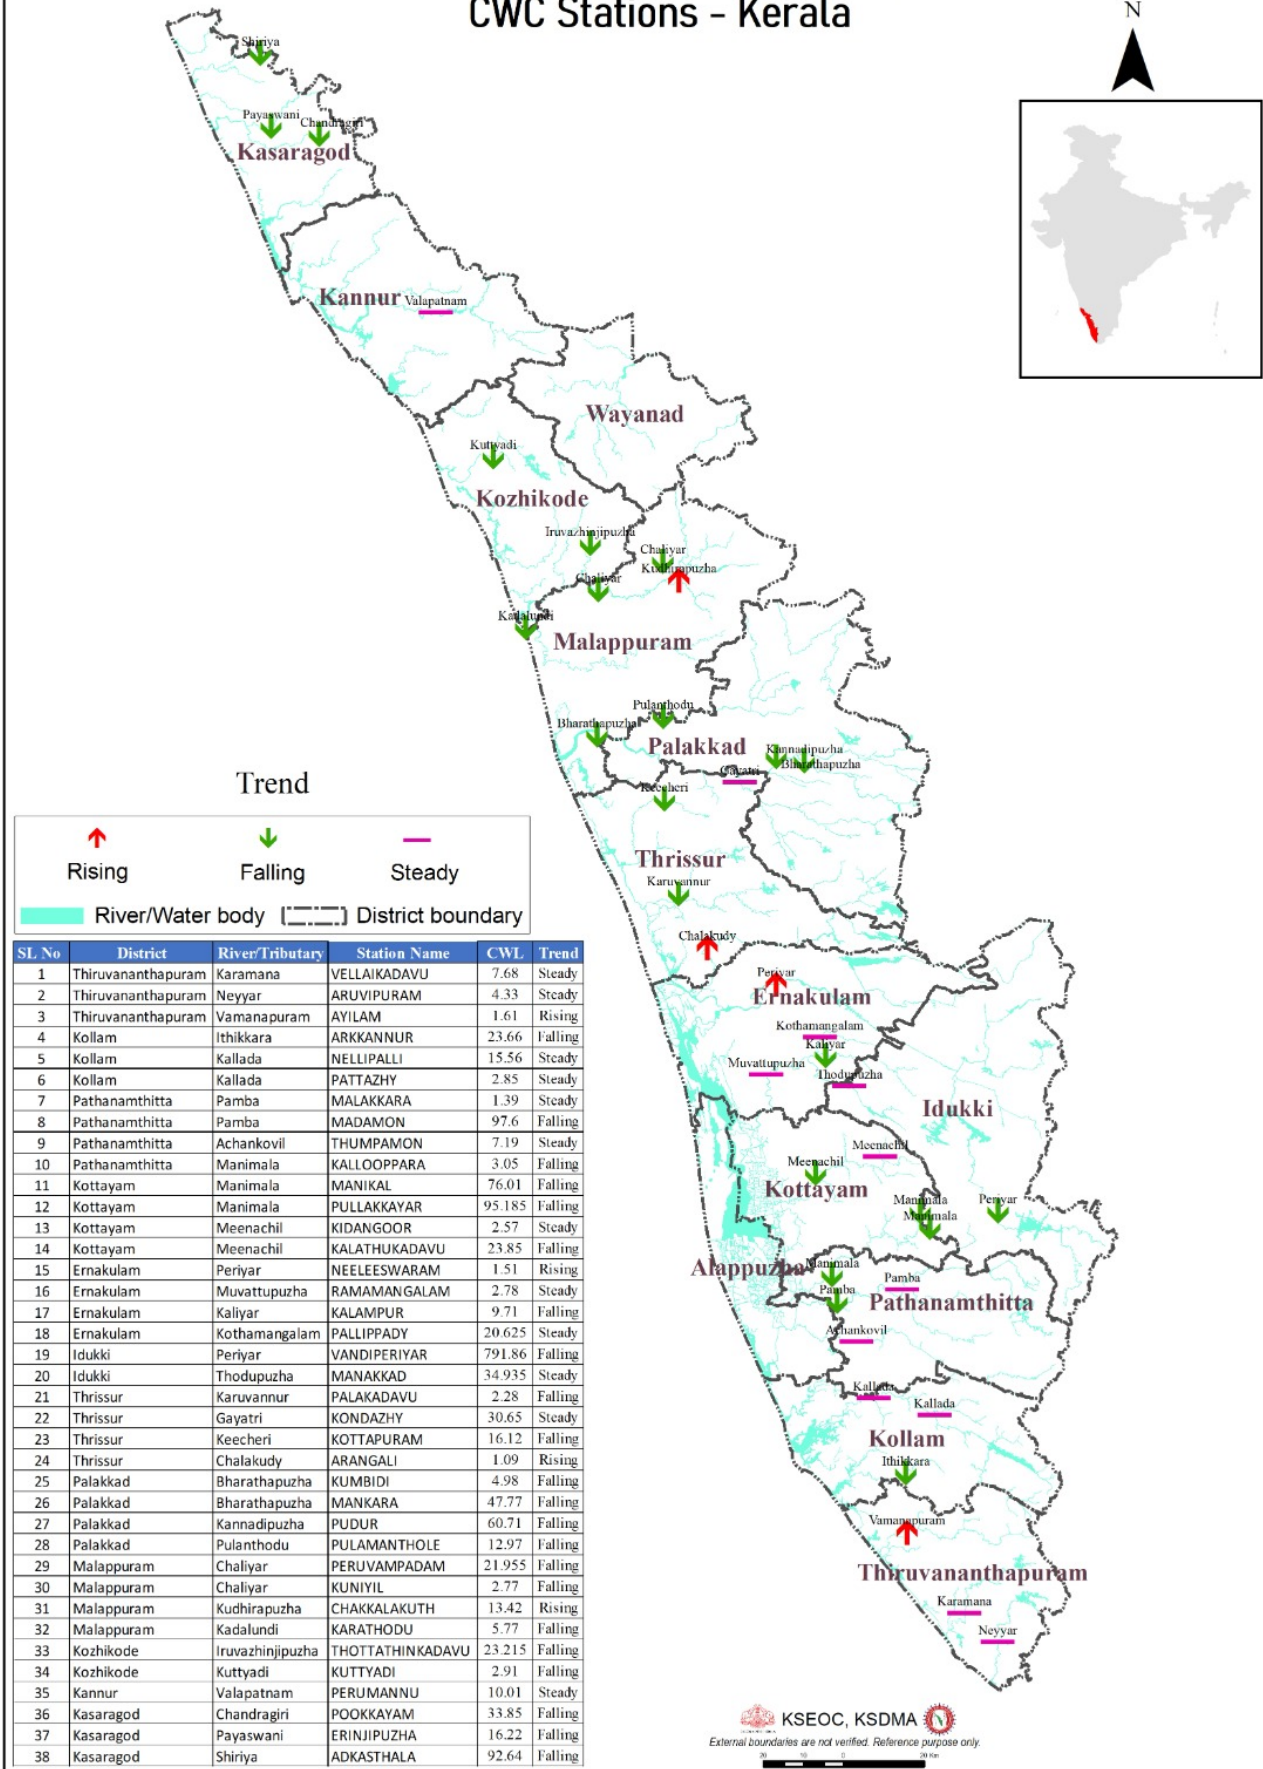 CWC Stations - Kerala
N
Shiriya
Payaswani
Chandragiri
Kasaragod
Kannur
Valapatnam
Wayanad
Kuttyadi
Kozhikode
Iruvazhinjipuzha
Chaliyar
Kudhirapuzha
Chaliyar
Kadalundi
Malappuram
Pulanthodu
Bharathapuzha
Palakkad
Kannadipuzha
Bharathapuzha
Gayatri
Keecheri
Thrissur
Karuvannur
Chalakudy
Periyar
Ernakulam
Kothamangalam
Kaliyar
Muvattupuzha
Thodupuzha
Idukki
Meenachil
Meenachil
Kottayam
Manimala
Manimala
Periyar
Alappuzha
Manimala
Pamba
Pamba
Pathanamthitta
Achankovil
Kallada
Kallada
Kollam
Ithikkara
Vamanapuram
Thiruvananthapuram
Karamana
Neyyar
Trend
Rising Falling Steady
River/Water body District boundary
SL No District River/Tributary Station Name CWL Trend
1 Thiruvananthapuram Karamana VELLAIKADAVU 7.68 Steady
2 Thiruvananthapuram Neyyar ARUVIPURAM 4.33 Steady
3 Thiruvananthapuram Vamanapuram AYILAM 1.61 Rising
4 Kollam Ithikkara ARKKANNUR 23.66 Falling
5 Kollam Kallada NELLIPALLI 15.56 Steady
6 Kollam Kallada PATTAZHY 2.85 Steady
7 Pathanamthitta Pamba MALAKKARA 1.39 Steady
8 Pathanamthitta Pamba MADAMON 97.6 Falling
9 Pathanamthitta Achankovil THUMPAMON 7.19 Steady
10 Pathanamthitta Manimala KALLOOPPARA 3.05 Falling
11 Kottayam Manimala MANIKAL 76.01 Falling
12 Kottayam Manimala PULLAKKAYAR 95.185 Falling
13 Kottayam Meenachil KIDANGOOR 2.57 Steady
14 Kottayam Meenachil KALATHUKADAVU 23.85 Falling
15 Ernakulam Periyar NEELEESWARAM 1.51 Rising
16 Ernakulam Muvattupuzha RAMAMANGALAM 2.78 Steady
17 Ernakulam Kaliyar KALAMPUR 9.71 Falling
18 Ernakulam Kothamangalam PALLIPPADY 20.625 Steady
19 Idukki Periyar VANDIPERIYAR 791.86 Falling
20 Idukki Thodupuzha MANAKKAD 34.935 Steady
21 Thrissur Karuvannur PALAKADAVU 2.28 Falling
22 Thrissur Gayatri KONDAZHY 30.65 Steady
23 Thrissur Keecheri KOTTAPURAM 16.12 Falling
24 Thrissur Chalakudy ARANGALI 1.09 Rising
25 Palakkad Bharathapuzha KUMBIDI 4.98 Falling
26 Palakkad Bharathapuzha MANKARA 47.77 Falling
27 Palakkad Kannadipuzha PUDUR 60.71 Falling
28 Palakkad Pulanthodu PULAMANTHOLE 12.97 Falling
29 Malappuram Chaliyar PERUVAMPADAM 21.955 Falling
30 Malappuram Chaliyar KUNIYIL 2.77 Falling
31 Malappuram Kudhirapuzha CHAKKALAKUTH 13.42 Rising
32 Malappuram Kadalundi KARATHODU 5.77 Falling
33 Kozhikode Iruvazhinjipuzha THOTTATHINKADAVU 23.215 Falling
34 Kozhikode Kuttyadi KUTTYADI 2.91 Falling
35 Kannur Valapatnam PERUMANNU 10.01 Steady
36 Kasaragod Chandragiri POOKKAYAM 33.85 Falling
37 Kasaragod Payaswani ERINJIPUZHA 16.22 Falling
38 Kasaragod Shiriya ADKASTHALA 92.64 Falling
KSEOC, KSDMA
External boundaries are not verified. Reference purpose only.
20 10 0 20 Km